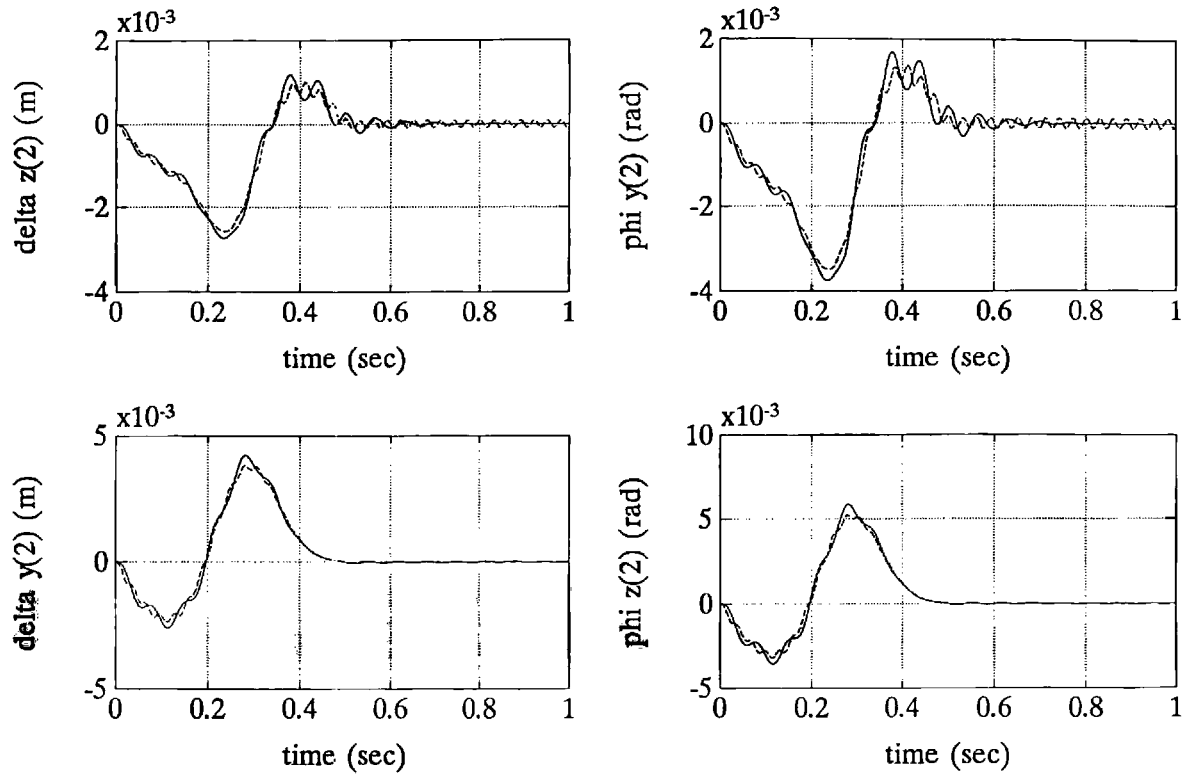 x10-3
2
0
-2
-4
delta z(2) (m)
0 0.2 0.4 0.6 0.8 1
time (sec)
x10-3
2
0
-2
-4
phi y(2) (rad)
0 0.2 0.4 0.6 0.8 1
time (sec)
x10-3
5
0
-5
delta y(2) (m)
0 0.2 0.4 0.6 0.8 1
time (sec)
x10-3
10
5
0
-5
phi z(2) (rad)
0 0.2 0.4 0.6 0.8 1
time (sec)